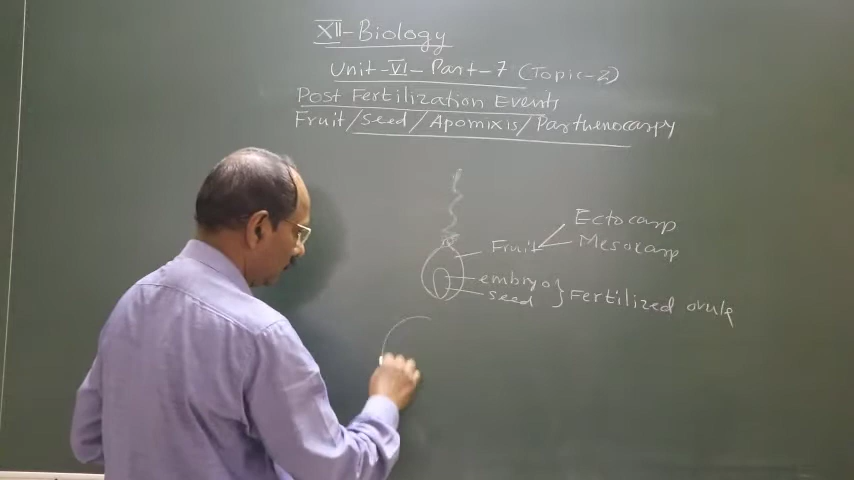 XII-Biology
Unit-VI-Part-7 (Topic-2)
Post Fertilization Events
Fruit/Seed/Apomixis/Parthenocarpy
Ectocarp
Fruit
Mesocarp
embryo
seed } Fertilized ovule